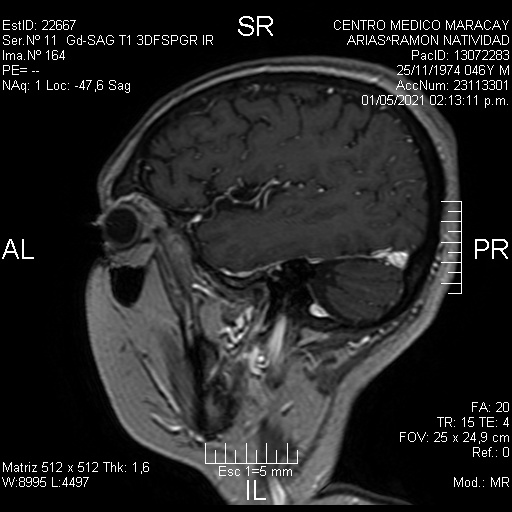 EstID: 22667
Ser.Nº 11 Gd-SAG T1 3DFSPGR IR
Ima.Nº 164
PE= --
NAq: 1 Loc: -47,6 Sag
SR
CENTRO MEDICO MARACAY
ARIAS^RAMON NATIVIDAD
PacID: 13072283
25/11/1974 046Y M
AccNum: 23113301
01/05/2021 02:13:11 p.m.
AL
PR
FA: 20
TR: 15 TE: 4
FOV: 25 x 24,9 cm
Ref.: 0
Matriz 512 x 512 Thk: 1,6
W:8995 L:4497
Esc 1=5 mm
IL
Mod.: MR